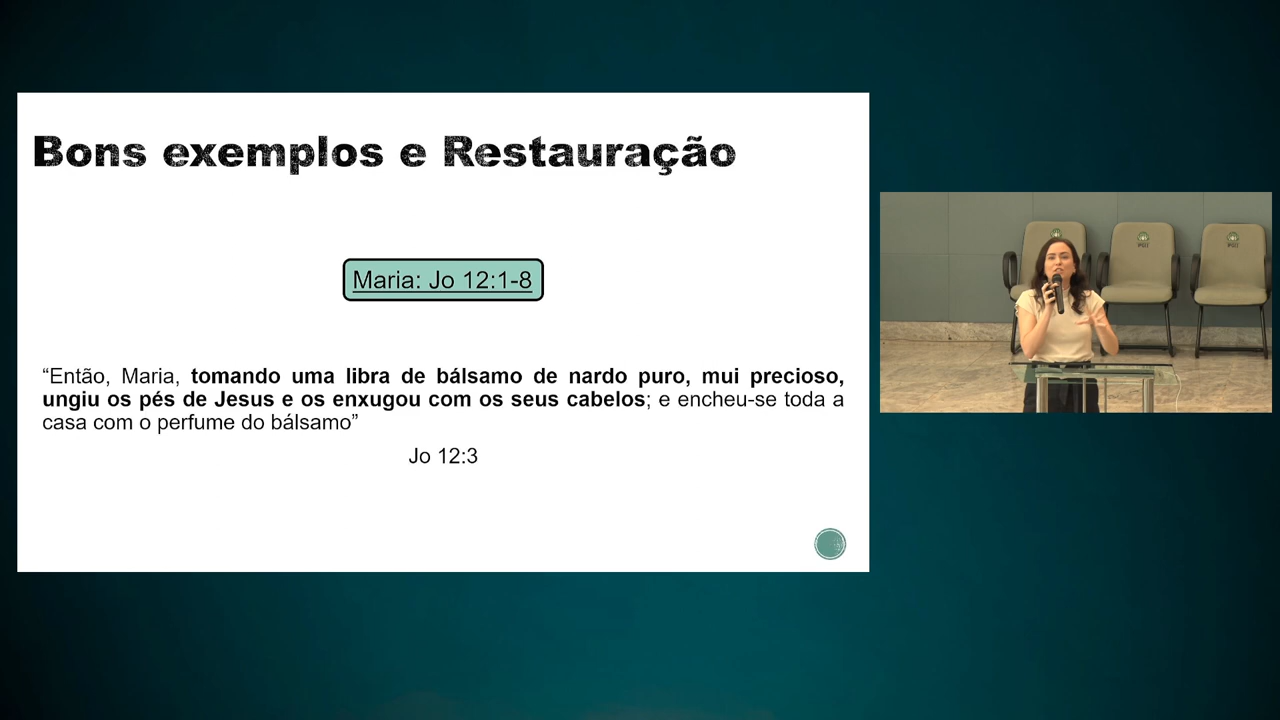 Bons exemplos e Restauração
Maria: Jo 12:1-8
“Então, Maria, tomando uma libra de bálsamo de nardo puro, mui precioso,
ungiu os pés de Jesus e os enxugou com os seus cabelos; e encheu-se toda a
casa com o perfume do bálsamo”
Jo 12:3